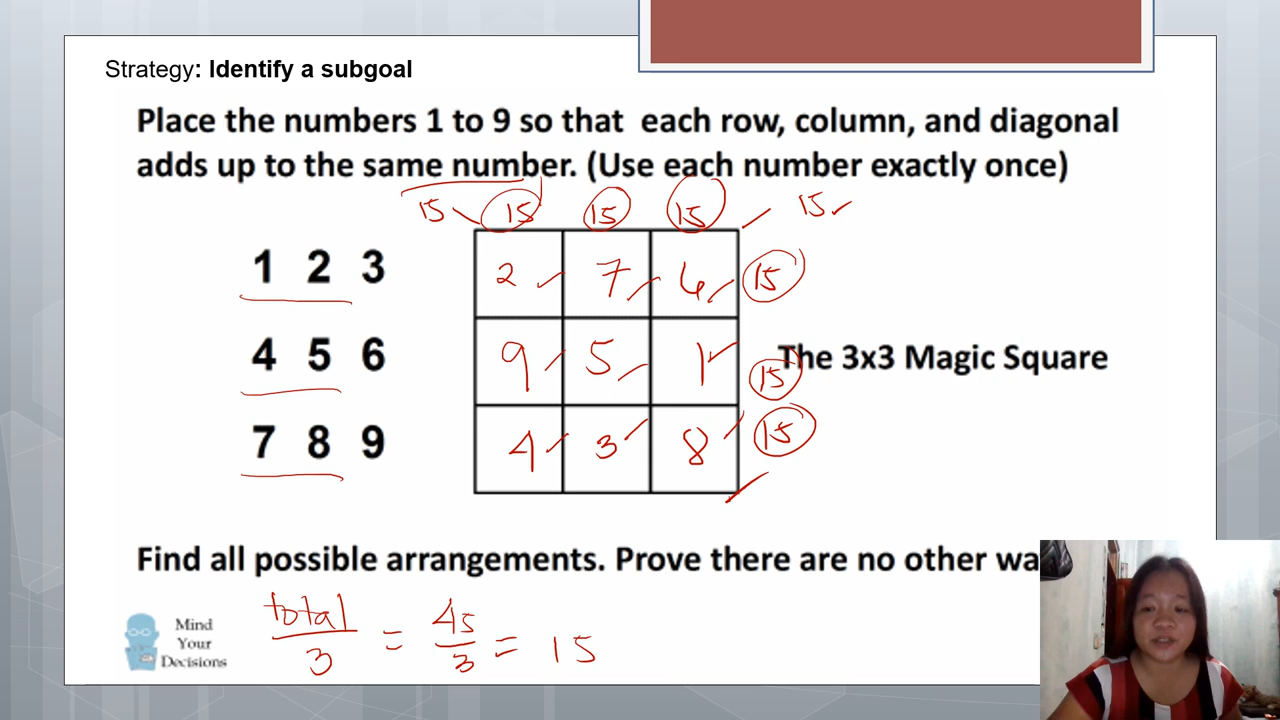 Strategy: Identify a subgoal
Place the numbers 1 to 9 so that each row, column, and diagonal
adds up to the same number. (Use each number exactly once)
15 15 15 15 15
1 2 3
2 7 6 15
4 5 6
9 5 1 15
The 3x3 Magic Square
7 8 9
4 3 8 15
Find all possible arrangements. Prove there are no other wa
Mind
Your
Decisions
total/3 = 45/3 = 15